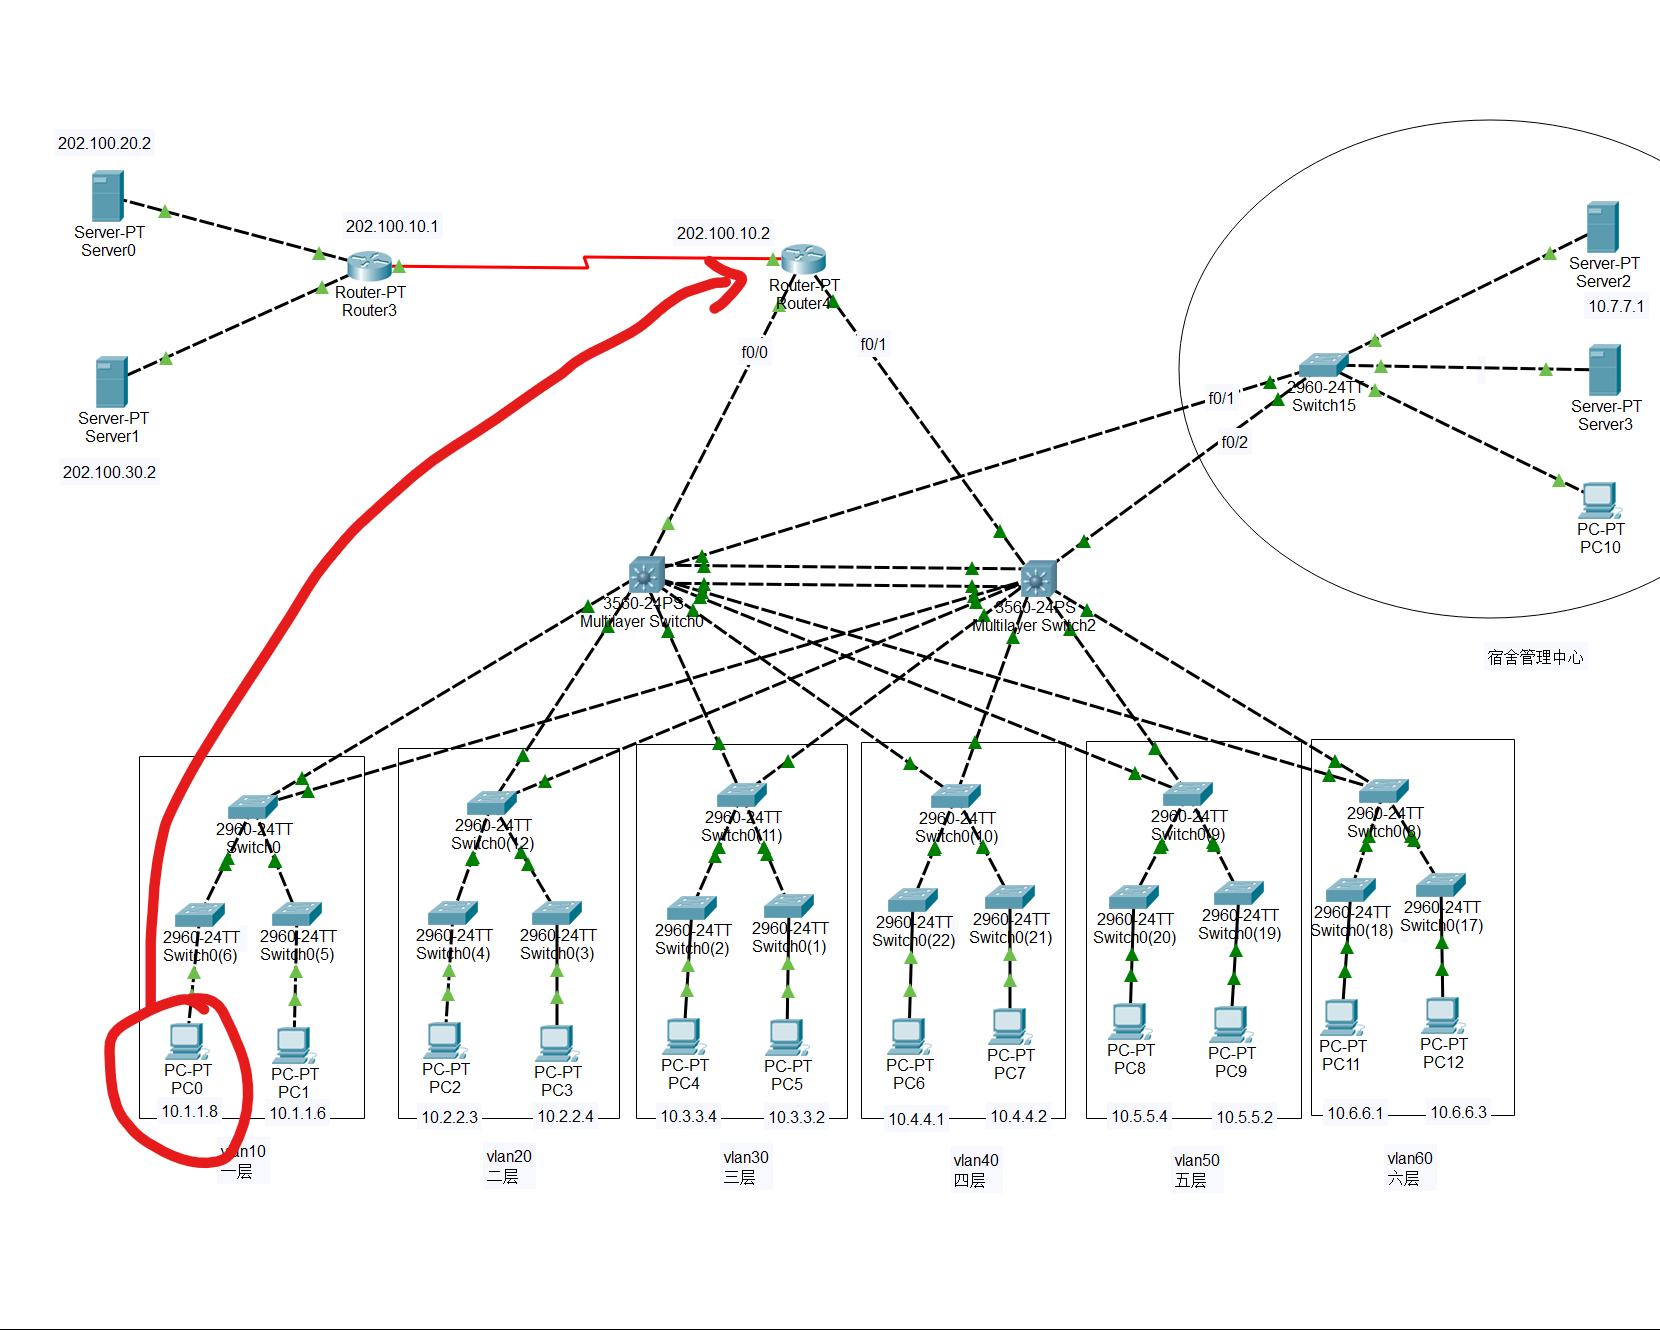 202.100.20.2
Server-PT
Server0
202.100.10.1
Router-PT
Router3
Server-PT
Server1
202.100.30.2
202.100.10.2
Router-PT
Router4
f0/0
f0/1
Server-PT
Server2
10.7.7.1
2960-24TT
Switch15
f0/1
f0/2
Server-PT
Server3
PC-PT
PC10
宿舍管理中心
3560-24PS
Multilayer Switch0
3560-24PS
Multilayer Switch2
2960-24TT
Switch0
2960-24TT
Switch0(6)
2960-24TT
Switch0(5)
PC-PT
PC0
10.1.1.8
PC-PT
PC1
10.1.1.6
vlan10
一层
2960-24TT
Switch0(12)
2960-24TT
Switch0(4)
2960-24TT
Switch0(3)
PC-PT
PC2
10.2.2.3
PC-PT
PC3
10.2.2.4
vlan20
二层
2960-24TT
Switch0(11)
2960-24TT
Switch0(2)
2960-24TT
Switch0(1)
PC-PT
PC4
10.3.3.4
PC-PT
PC5
10.3.3.2
vlan30
三层
2960-24TT
Switch0(10)
2960-24TT
Switch0(22)
2960-24TT
Switch0(21)
PC-PT
PC6
10.4.4.1
PC-PT
PC7
10.4.4.2
vlan40
四层
2960-24TT
Switch0(9)
2960-24TT
Switch0(20)
2960-24TT
Switch0(19)
PC-PT
PC8
10.5.5.4
PC-PT
PC9
10.5.5.2
vlan50
五层
2960-24TT
Switch0(8)
2960-24TT
Switch0(18)
2960-24TT
Switch0(17)
PC-PT
PC11
10.6.6.1
PC-PT
PC12
10.6.6.3
vlan60
六层